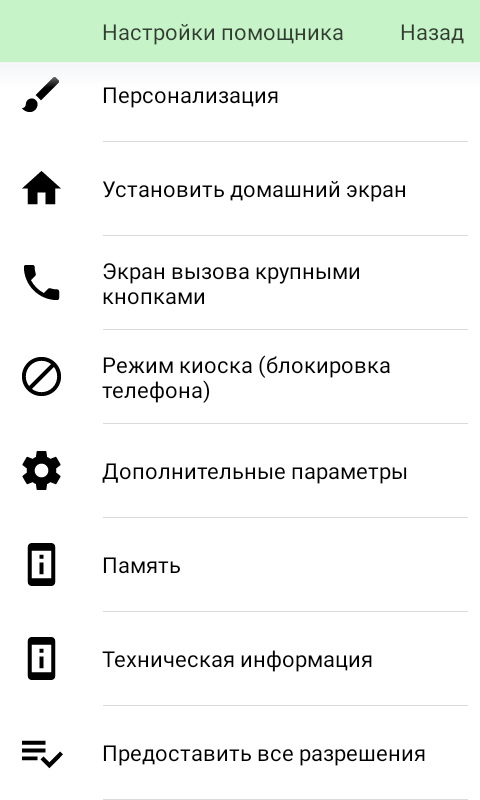 Настройки помощника
Назад
Персонализация
Установить домашний экран
Экран вызова крупными
кнопками
Режим киоска (блокировка
телефона)
Дополнительные параметры
Память
Техническая информация
Предоставить все разрешения